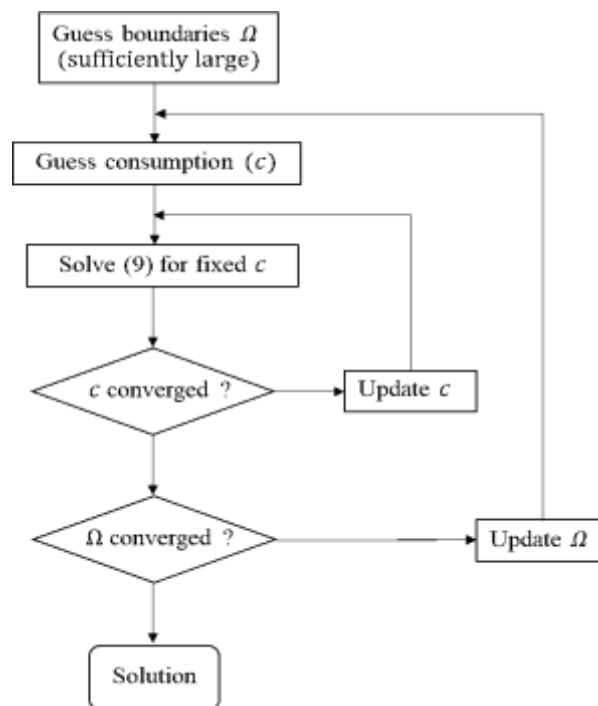 Guess boundaries Ω
(sufficiently large)
Guess consumption (c)
Solve (9) for fixed c
c converged ?
Update c
Ω converged ?
Update Ω
Solution